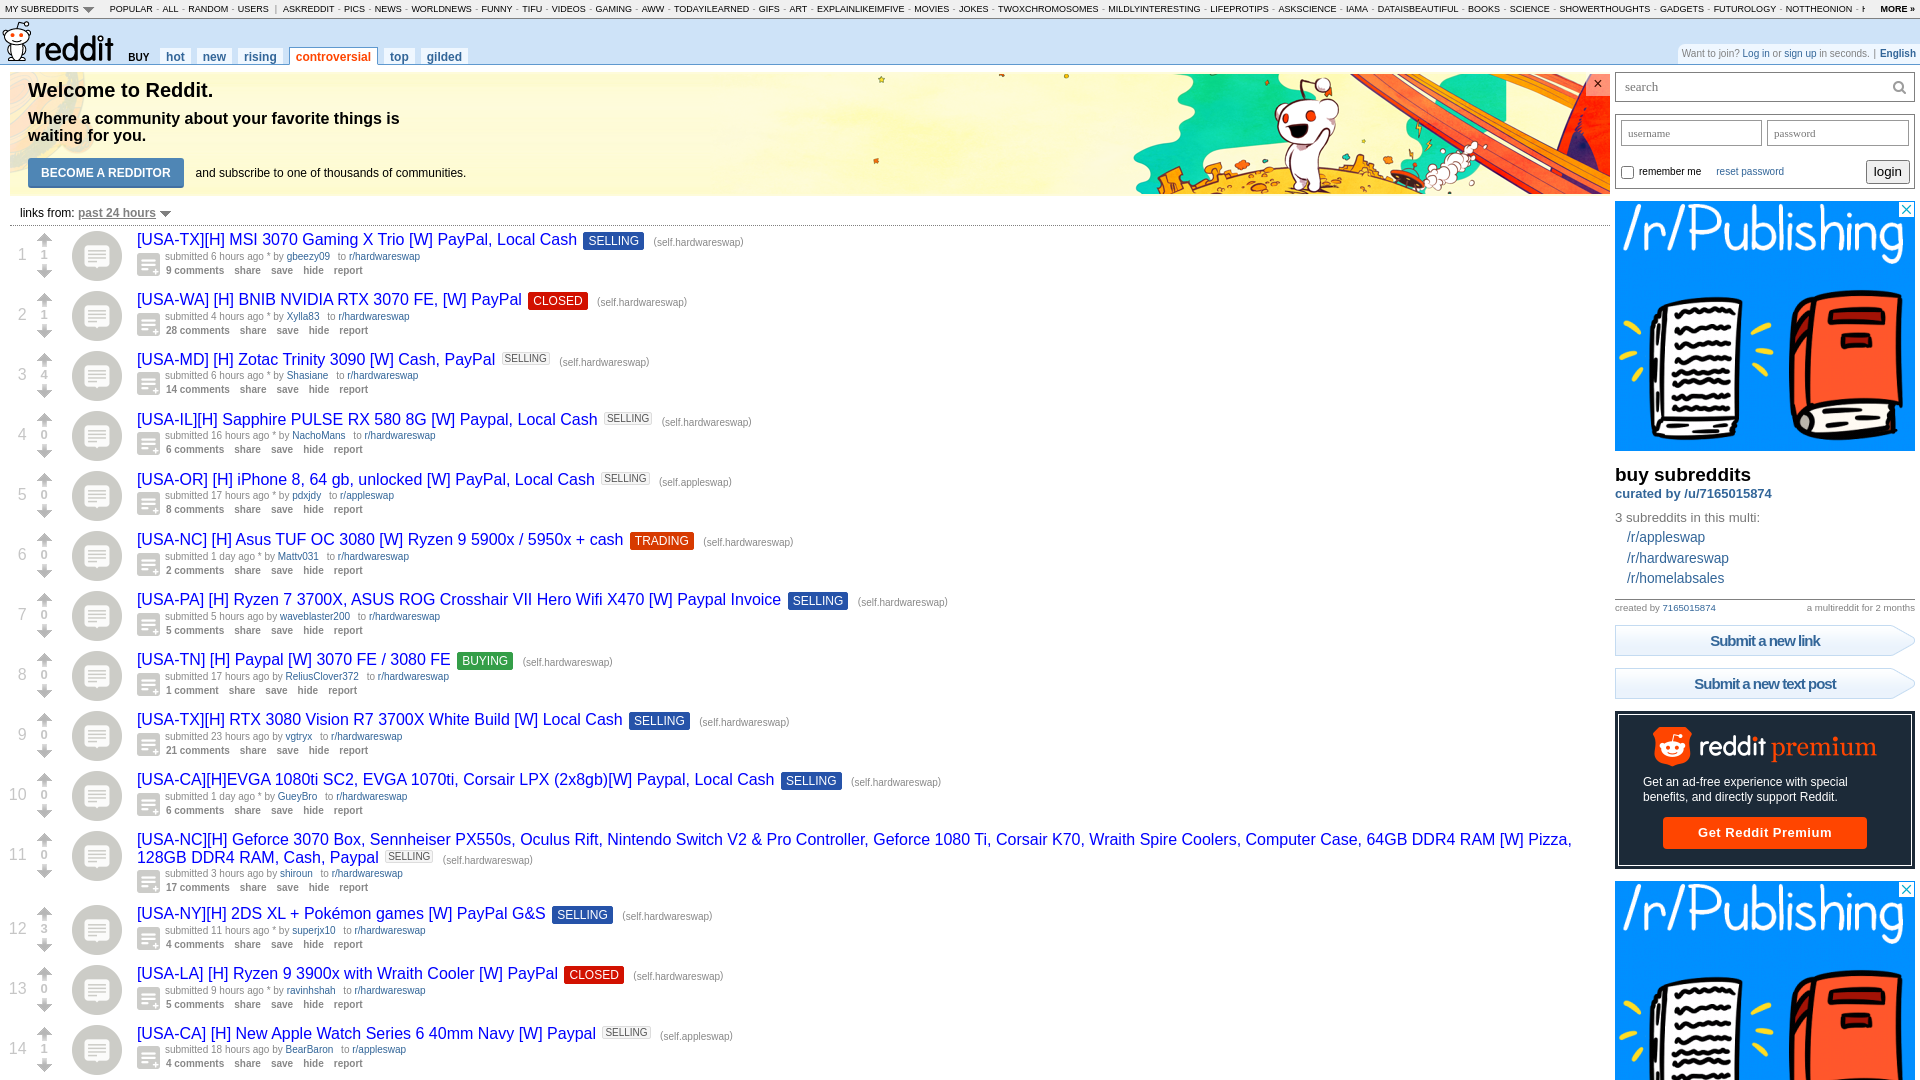 MY SUBREDDITS POPULAR - ALL - RANDOM - USERS | ASKREDDIT - PICS - NEWS - WORLDNEWS - FUNNY - TIFU - VIDEOS - GAMING - AWW - TODAYILEARNED - GIFS - ART - EXPLAINLIKEIMFIVE - MOVIES - JOKES - TWOXCHROMOSOMES - MILDLYINTERESTING - LIFEPROTIPS - ASKSCIENCE - IAMA - DATAISBEAUTIFUL - BOOKS - SCIENCE - SHOWERTHOUGHTS - GADGETS - FUTUROLOGY - NOTTHEONION - MORE »
reddit BUY hot new rising controversial top gilded
Want to join? Log in or sign up in seconds. | English
Welcome to Reddit.
Where a community about your favorite things is
waiting for you.
BECOME A REDDITOR and subscribe to one of thousands of communities.
×
links from: past 24 hours
1 1 [USA-TX][H] MSI 3070 Gaming X Trio [W] PayPal, Local Cash SELLING (self.hardwareswap)
submitted 6 hours ago * by gbeezy09 to r/hardwareswap
9 comments share save hide report
2 1 [USA-WA] [H] BNIB NVIDIA RTX 3070 FE, [W] PayPal CLOSED (self.hardwareswap)
submitted 4 hours ago * by Xylla83 to r/hardwareswap
28 comments share save hide report
3 4 [USA-MD] [H] Zotac Trinity 3090 [W] Cash, PayPal SELLING (self.hardwareswap)
submitted 6 hours ago * by Shasiane to r/hardwareswap
14 comments share save hide report
4 0 [USA-IL][H] Sapphire PULSE RX 580 8G [W] Paypal, Local Cash SELLING (self.hardwareswap)
submitted 16 hours ago * by NachoMans to r/hardwareswap
6 comments share save hide report
5 0 [USA-OR] [H] iPhone 8, 64 gb, unlocked [W] PayPal, Local Cash SELLING (self.appleswap)
submitted 17 hours ago * by pdxjdy to r/appleswap
8 comments share save hide report
6 0 [USA-NC] [H] Asus TUF OC 3080 [W] Ryzen 9 5900x / 5950x + cash TRADING (self.hardwareswap)
submitted 1 day ago * by Mattv031 to r/hardwareswap
2 comments share save hide report
7 0 [USA-PA] [H] Ryzen 7 3700X, ASUS ROG Crosshair VII Hero Wifi X470 [W] Paypal Invoice SELLING (self.hardwareswap)
submitted 5 hours ago by waveblaster200 to r/hardwareswap
5 comments share save hide report
8 0 [USA-TN] [H] Paypal [W] 3070 FE / 3080 FE BUYING (self.hardwareswap)
submitted 17 hours ago by ReliusClover372 to r/hardwareswap
1 comment share save hide report
9 0 [USA-TX][H] RTX 3080 Vision R7 3700X White Build [W] Local Cash SELLING (self.hardwareswap)
submitted 23 hours ago by vgtryx to r/hardwareswap
21 comments share save hide report
10 0 [USA-CA][H]EVGA 1080ti SC2, EVGA 1070ti, Corsair LPX (2x8gb)[W] Paypal, Local Cash SELLING (self.hardwareswap)
submitted 1 day ago * by GueyBro to r/hardwareswap
6 comments share save hide report
11 0 [USA-NC][H] Geforce 3070 Box, Sennheiser PX550s, Oculus Rift, Nintendo Switch V2 & Pro Controller, Geforce 1080 Ti, Corsair K70, Wraith Spire Coolers, Computer Case, 64GB DDR4 RAM [W] Pizza,
128GB DDR4 RAM, Cash, Paypal SELLING (self.hardwareswap)
submitted 3 hours ago by shiroun to r/hardwareswap
17 comments share save hide report
12 3 [USA-NY][H] 2DS XL + Pokémon games [W] PayPal G&S SELLING (self.hardwareswap)
submitted 11 hours ago * by superjx10 to r/hardwareswap
4 comments share save hide report
13 0 [USA-LA] [H] Ryzen 9 3900x with Wraith Cooler [W] PayPal CLOSED (self.hardwareswap)
submitted 9 hours ago * by ravinhshah to r/hardwareswap
5 comments share save hide report
14 1 [USA-CA] [H] New Apple Watch Series 6 40mm Navy [W] Paypal SELLING (self.appleswap)
submitted 18 hours ago by BearBaron to r/appleswap
4 comments share save hide report
search
username password
remember me reset password login
/r/Publishing
buy subreddits
curated by /u/7165015874
3 subreddits in this multi:
/r/appleswap
/r/hardwareswap
/r/homelabsales
created by 7165015874 a multireddit for 2 months
Submit a new link
Submit a new text post
reddit premium
Get an ad-free experience with special
benefits, and directly support Reddit.
Get Reddit Premium
/r/Publishing